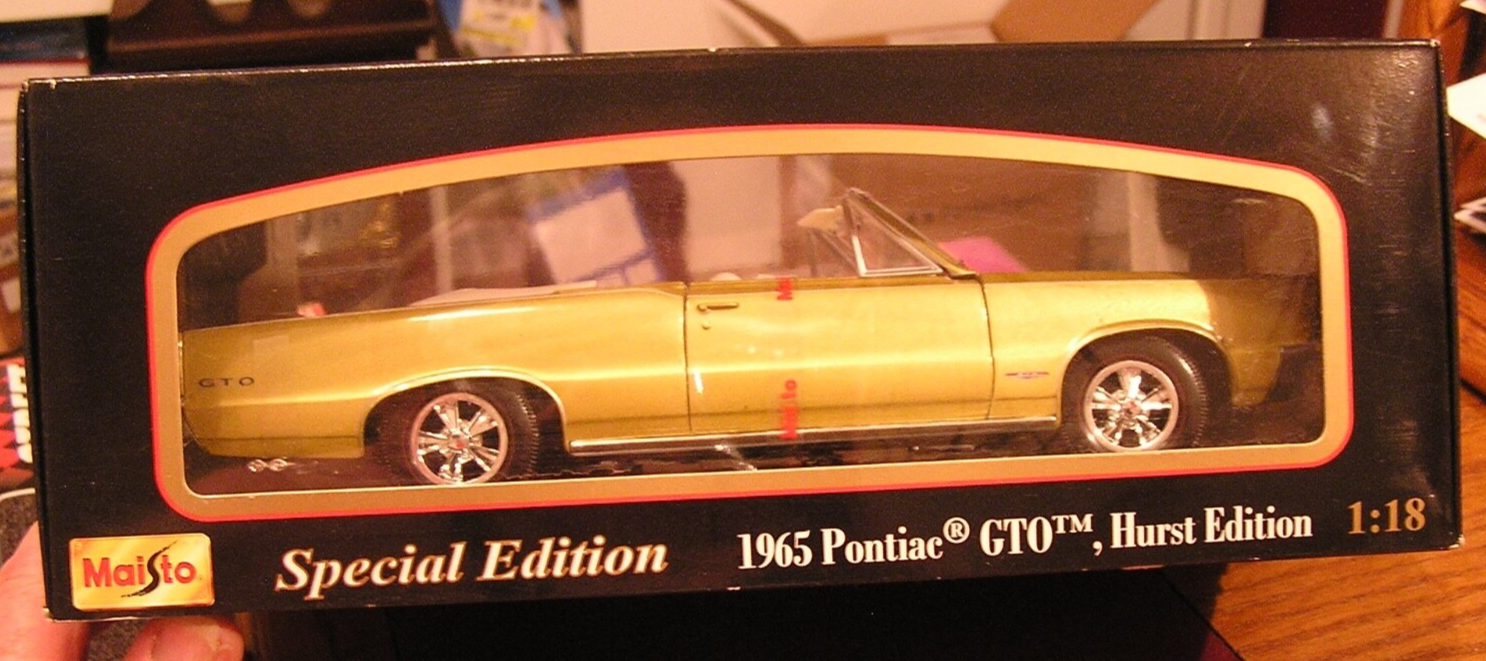 GTO
Maisto
Maisto
Special Edition
1965 Pontiac® GTO™, Hurst Edition
1:18